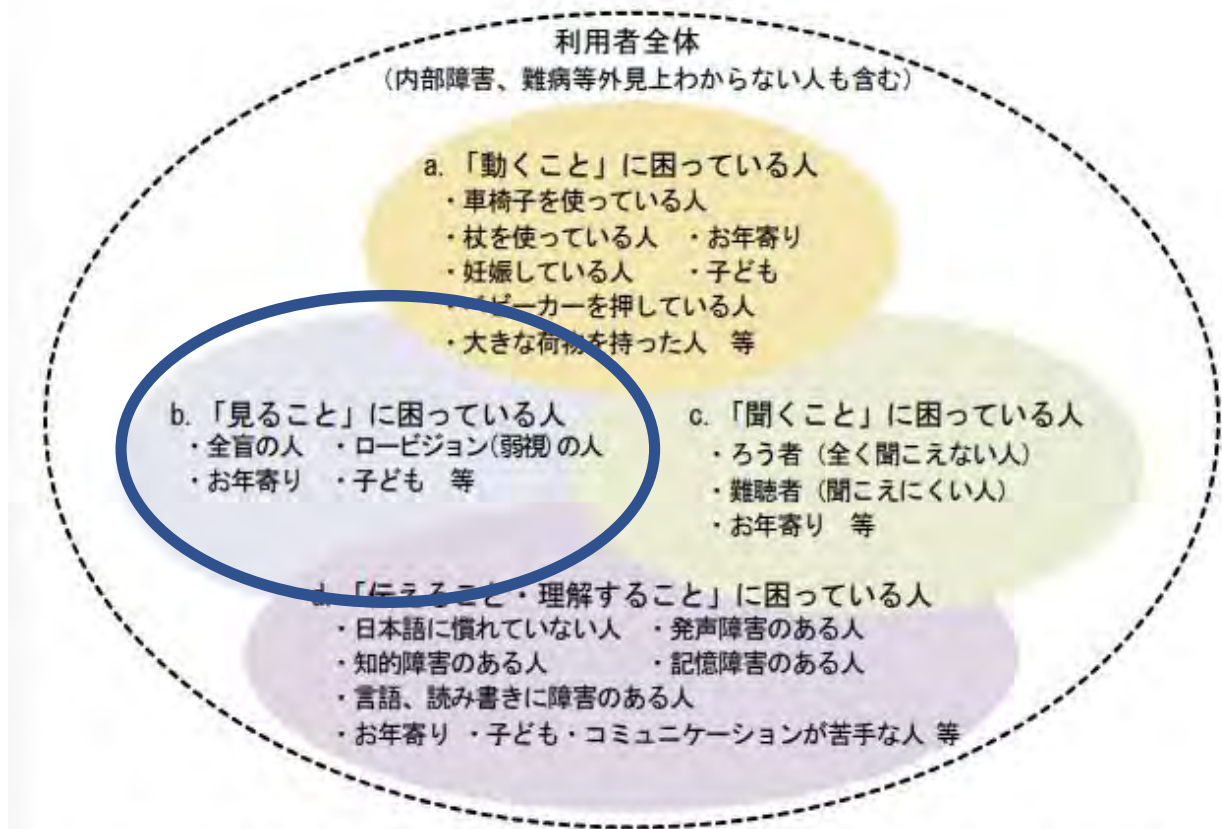 利用者全体
（内部障害、難病等外見上わからない人も含む）
a. 「動くこと」に困っている人
・車椅子を使っている人
・杖を使っている人　・お年寄り
・妊娠している人　・子ども
・ベビーカーを押している人
・大きな荷物を持った人　等
b. 「見ること」に困っている人
・全盲の人　・ロービジョン(弱視)の人
・お年寄り　・子ども　等
c. 「聞くこと」に困っている人
・ろう者（全く聞こえない人）
・難聴者（聞こえにくい人）
・お年寄り　等
d. 「伝えること・理解すること」に困っている人
・日本語に慣れていない人　・発声障害のある人
・知的障害のある人　・記憶障害のある人
・言語、読み書きに障害のある人
・お年寄り ・子ども・コミュニケーションが苦手な人 等